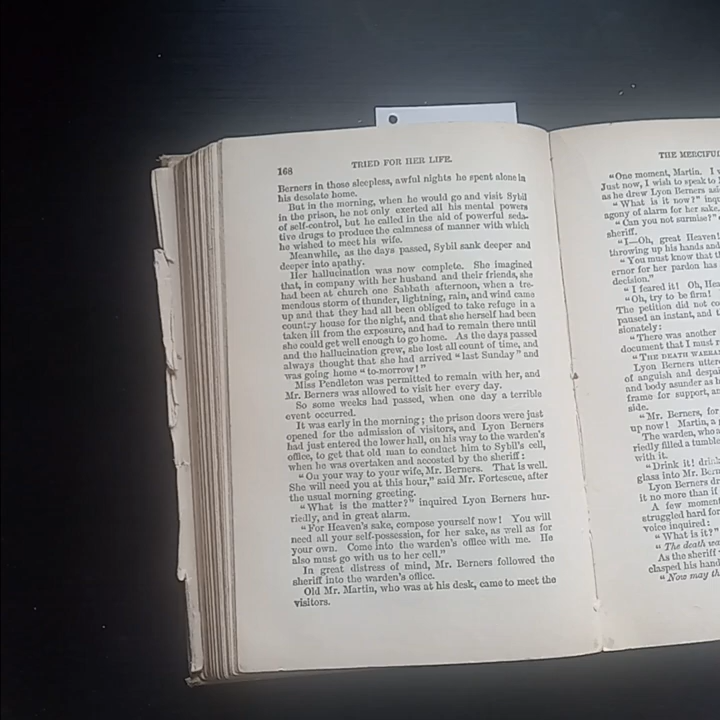 168
TRIED FOR HER LIFE.
Berners in those sleepless, awful nights he spent alone in
his desolate home.
But in the morning, when he would go and visit Sybil
in the prison, he not only exerted all his mental powers
of self-control, but he called in the aid of powerful seda-
tive drugs to produce the calmness of manner with which
he wished to meet his wife.
Meanwhile, as the days passed, Sybil sank deeper and
deeper into apathy.
Her hallucination was now complete. She imagined
that, in company with her husband and their friends, she
had been at church one Sabbath afternoon, when a tre-
mendous storm of thunder, lightning, rain, and wind came
up and that they had all been obliged to take refuge in a
country house for the night, and that she herself had been
taken ill from the exposure, and had to remain there until
she could get well enough to go home. As the days passed
and the hallucination grew, she lost all count of time, and
always thought that she had arrived "last Sunday" and
was going home "to-morrow!"
Miss Pendleton was permitted to remain with her, and
Mr. Berners was allowed to visit her every day.
So some weeks had passed, when one day a terrible
event occurred.
It was early in the morning; the prison doors were just
opened for the admission of visitors, and Lyon Berners
had just entered the lower hall, on his way to the warden's
office, to get that old man to conduct him to Sybil's cell,
when he was overtaken and accosted by the sheriff:
"On your way to your wife, Mr. Berners. That is well.
She will need you at this hour," said Mr. Fortescue, after
the usual morning greeting.
"What is the matter?" inquired Lyon Berners hur-
riedly, and in great alarm.
"For Heaven's sake, compose yourself now! You will
need all your self-possession, for her sake, as well as for
your own. Come into the warden's office with me. He
also must go with us to her cell."
In great distress of mind, Mr. Berners followed the
sheriff into the warden's office.
Old Mr. Martin, who was at his desk, came to meet the
visitors.
THE
"One moment, Martin. I
Just now, I wish to speak to
as he drew Lyon Berners
"What is it now?"
agony of alarm for her sake.
"Can you not surmise?"
sheriff.
"I—Oh, great Heaven!
throwing up his hands and
"You must know that
ernor for her pardon has
decision."
"I feared it! Oh,
"Oh, try to be firm!
The petition did not
paused an instant, and
sionately:
"There was another
document that I must
"THE DEATH
Lyon Berners
of anguish and
and body asunder as
frame for support,
side.
"Mr. Berners, for
up now! Martin, a
The warden, who
riedly filled a
with it.
"Drink it!
glass into Mr.
Lyon Berners
it no more than if
A few
struggled hard for
voice inquired:
"What is it?"
"The death
As the sheriff
clasped his
"Now may